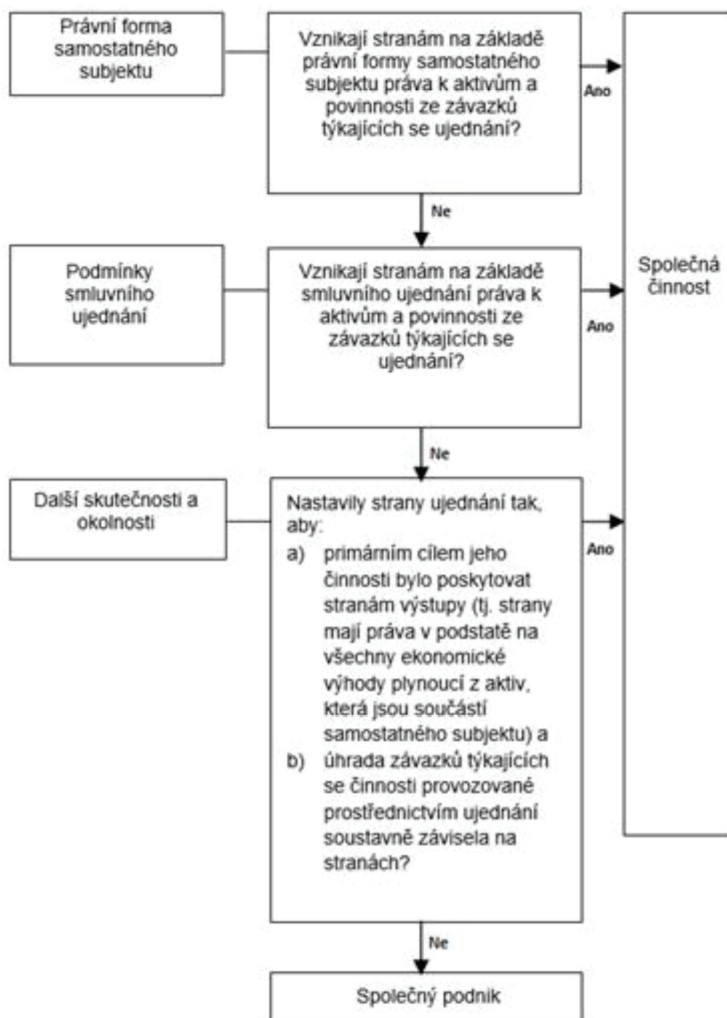 Právní forma
samostatného
subjektu
Vznikají stranám na základě
právní formy samostatného
subjektu práva k aktivům a
povinnosti ze závazků
týkajících se ujednání?
Ano
Ne
Podmínky
smluvního
ujednání
Vznikají stranám na základě
smluvního ujednání práva k
aktivům a povinnosti ze
závazků týkajících se
ujednání?
Ano
Společná
činnost
Ne
Další skutečnosti a
okolnosti
Nastavily strany ujednání tak,
aby:
a) primárním cílem jeho
činnosti bylo poskytovat
stranám výstupy (tj. strany
mají práva v podstatě na
všechny ekonomické
výhody plynoucí z aktiv,
která jsou součástí
samostatného subjektu) a
b) úhrada závazků týkajících
se činnosti provozované
prostřednictvím ujednání
soustavně závisela na
stranách?
Ano
Ne
Společný podnik